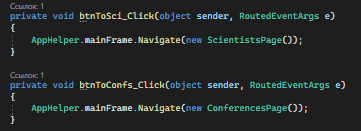 Ссылок: 1
private void btnToSci_Click(object sender, RoutedEventArgs e)
{
    AppHelper.mainFrame.Navigate(new ScientistsPage());
}
Ссылок: 1
private void btnToConfs_Click(object sender, RoutedEventArgs e)
{
    AppHelper.mainFrame.Navigate(new ConferencesPage());
}